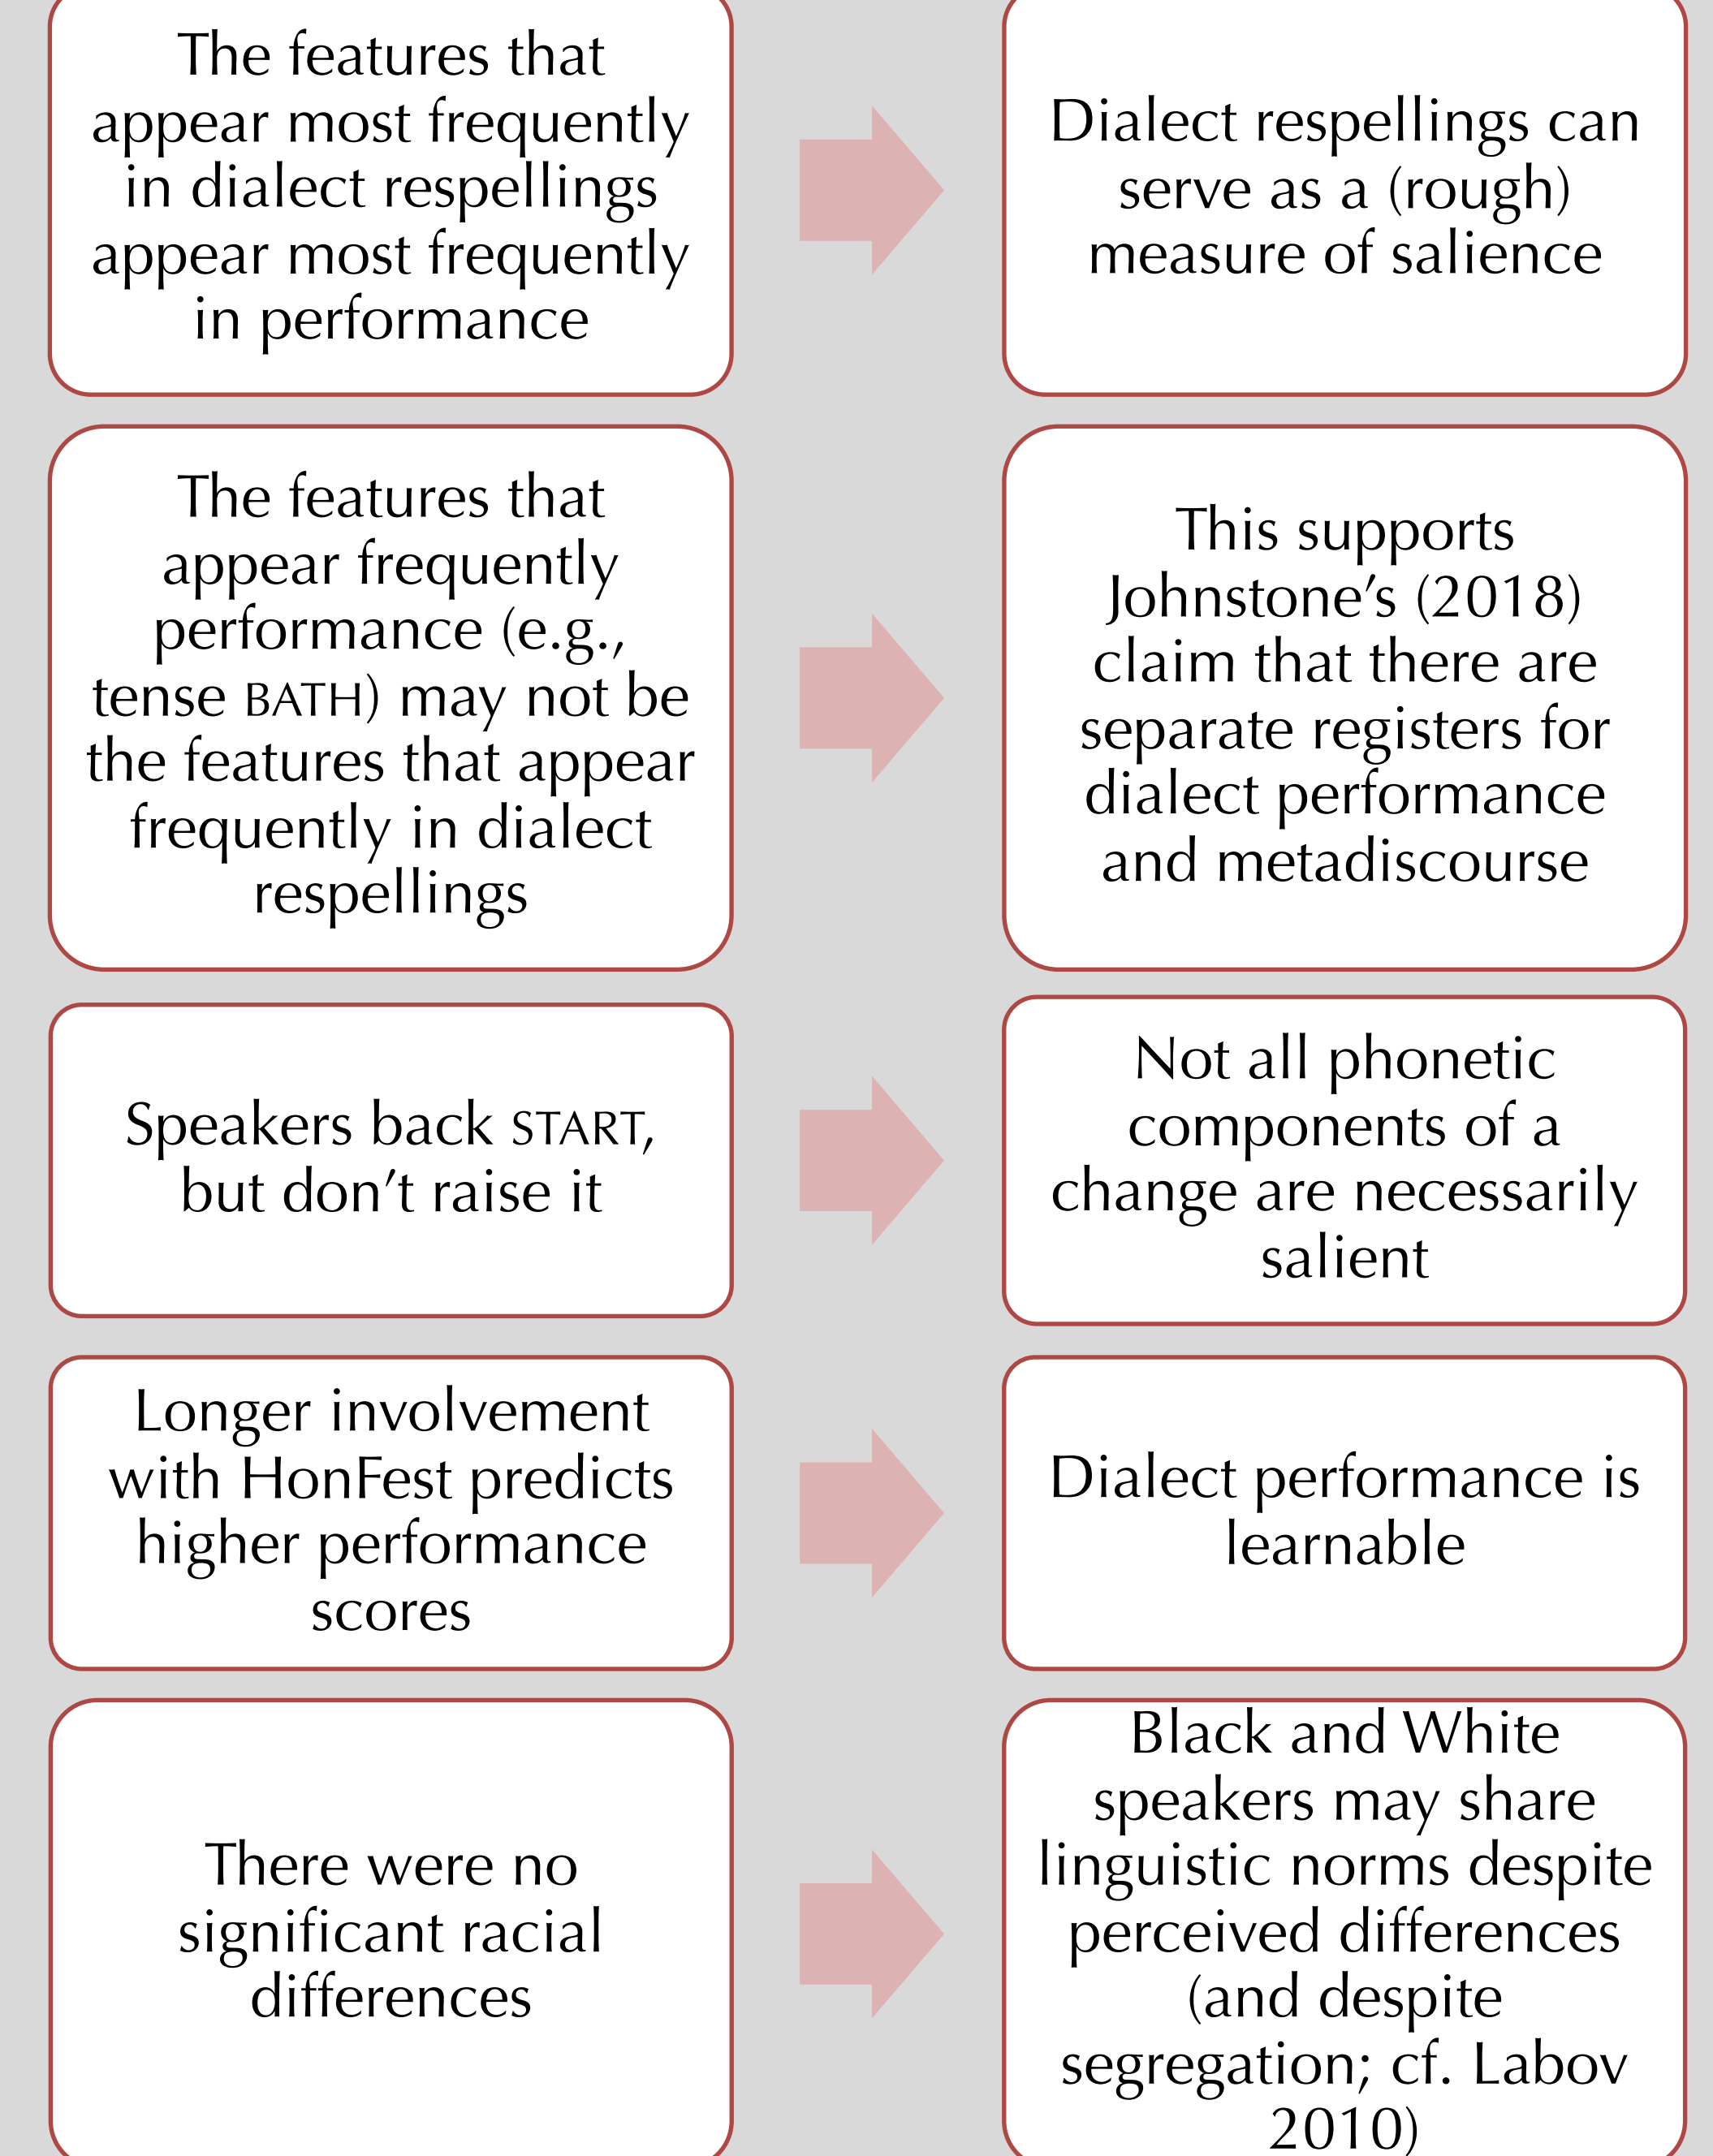 The features that
appear most frequently
in dialect respellings
appear most frequently
in performance
Dialect respellings can
serve as a (rough)
measure of salience
The features that
appear frequently
performance (e.g.,
tense BATH) may not be
the features that appear
frequently in dialect
respellings
This supports
Johnstone’s (2018)
claim that there are
separate registers for
dialect performance
and metadiscourse
Speakers back START,
but don’t raise it
Not all phonetic
components of a
change are necessarily
salient
Longer involvement
with HonFest predicts
higher performance
scores
Dialect performance is
learnable
There were no
significant racial
differences
Black and White
speakers may share
linguistic norms despite
perceived differences
(and despite
segregation; cf. Labov
2010)